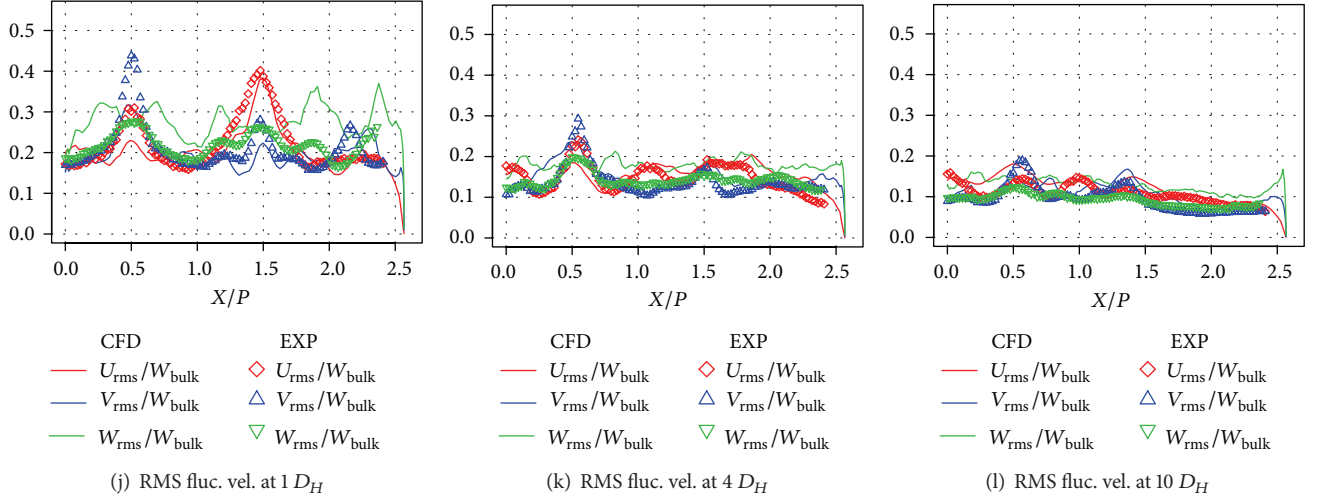 0.5
0.4
0.3
0.2
0.1
0.0
0.0 0.5 1.0 1.5 2.0 2.5
X/P
CFD EXP
U_rms/W_bulk U_rms/W_bulk
V_rms/W_bulk V_rms/W_bulk
W_rms/W_bulk W_rms/W_bulk
(j) RMS fluc. vel. at 1 D_H
0.5
0.4
0.3
0.2
0.1
0.0
0.0 0.5 1.0 1.5 2.0 2.5
X/P
CFD EXP
U_rms/W_bulk U_rms/W_bulk
V_rms/W_bulk V_rms/W_bulk
W_rms/W_bulk W_rms/W_bulk
(k) RMS fluc. vel. at 4 D_H
0.5
0.4
0.3
0.2
0.1
0.0
0.0 0.5 1.0 1.5 2.0 2.5
X/P
CFD EXP
U_rms/W_bulk U_rms/W_bulk
V_rms/W_bulk V_rms/W_bulk
W_rms/W_bulk W_rms/W_bulk
(l) RMS fluc. vel. at 10 D_H